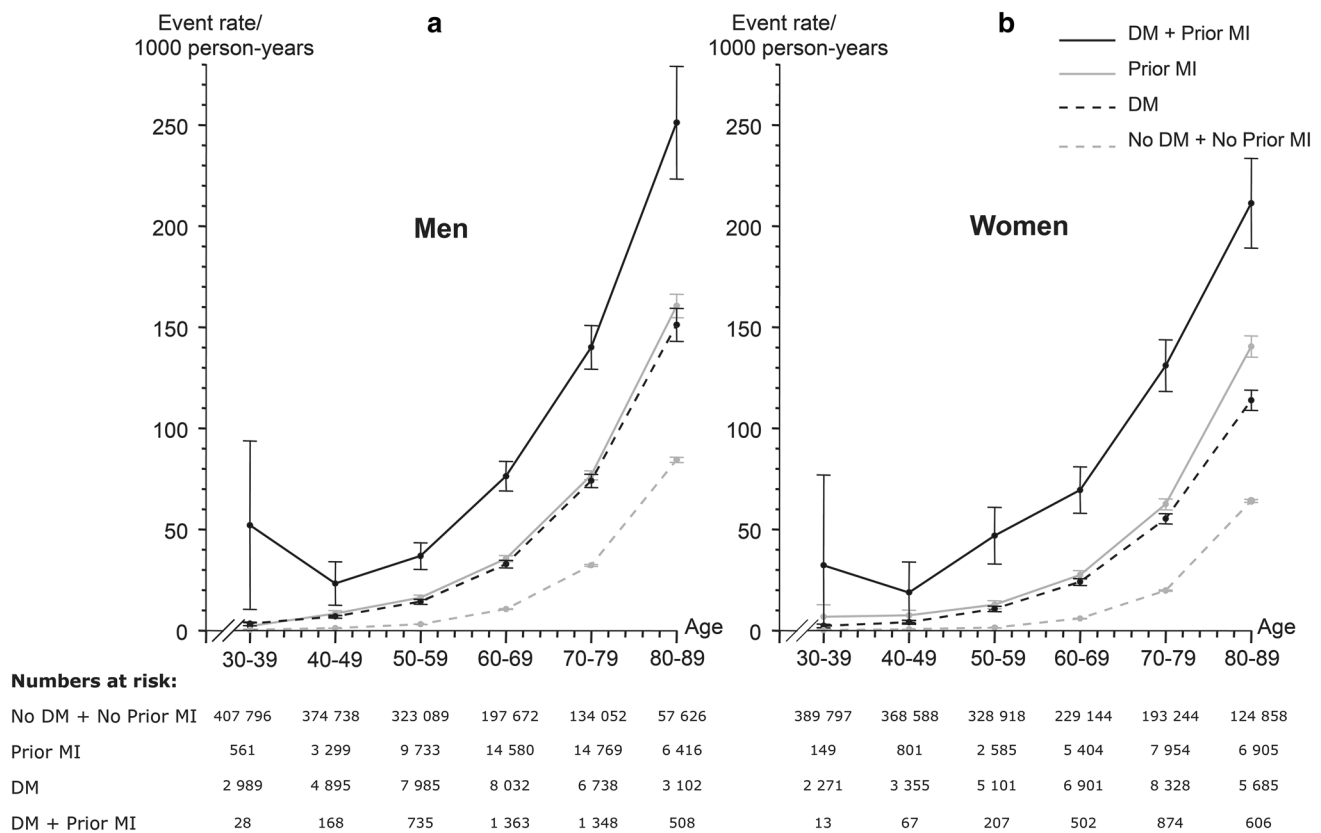 Event rate/
1000 person-years
a
Men
250
200
150
100
50
0
Age
30-39 40-49 50-59 60-69 70-79 80-89
Event rate/
1000 person-years
b
Women
250
200
150
100
50
0
Age
30-39 40-49 50-59 60-69 70-79 80-89
DM + Prior MI
Prior MI
DM
No DM + No Prior MI
Numbers at risk:
No DM + No Prior MI 407 796 374 738 323 089 197 672 134 052 57 626 389 797 368 588 328 918 229 144 193 244 124 858
Prior MI 561 3 299 9 733 14 580 14 769 6 416 149 801 2 585 5 404 7 954 6 905
DM 2 989 4 895 7 985 8 032 6 738 3 102 2 271 3 355 5 101 6 901 8 328 5 685
DM + Prior MI 28 168 735 1 363 1 348 508 13 67 207 502 874 606